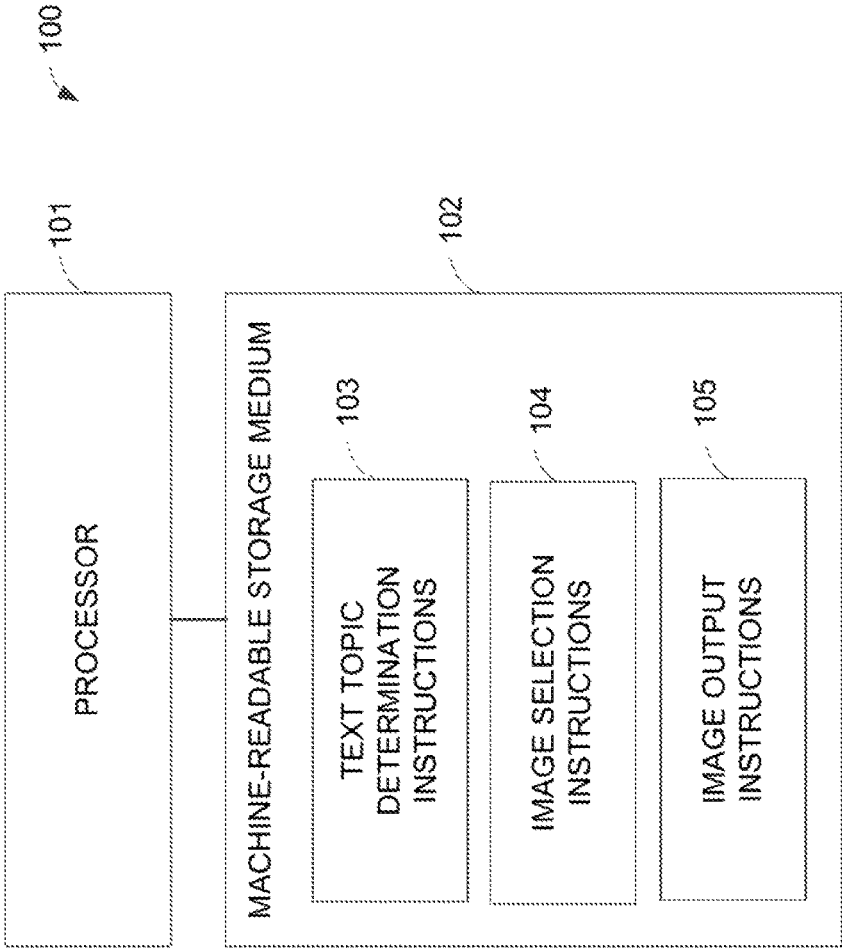 100
PROCESSOR
101
MACHINE-READABLE STORAGE MEDIUM
102
TEXT TOPIC
DETERMINATION
INSTRUCTIONS
103
IMAGE SELECTION
INSTRUCTIONS
104
IMAGE OUTPUT
INSTRUCTIONS
105